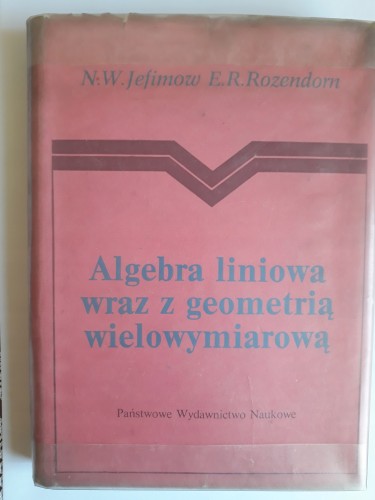 N. W. Jefimow E. R. Rozendorn
Algebra liniowa
wraz z geometrią
wielowymiarową
Państwowe Wydawnictwo Naukowe